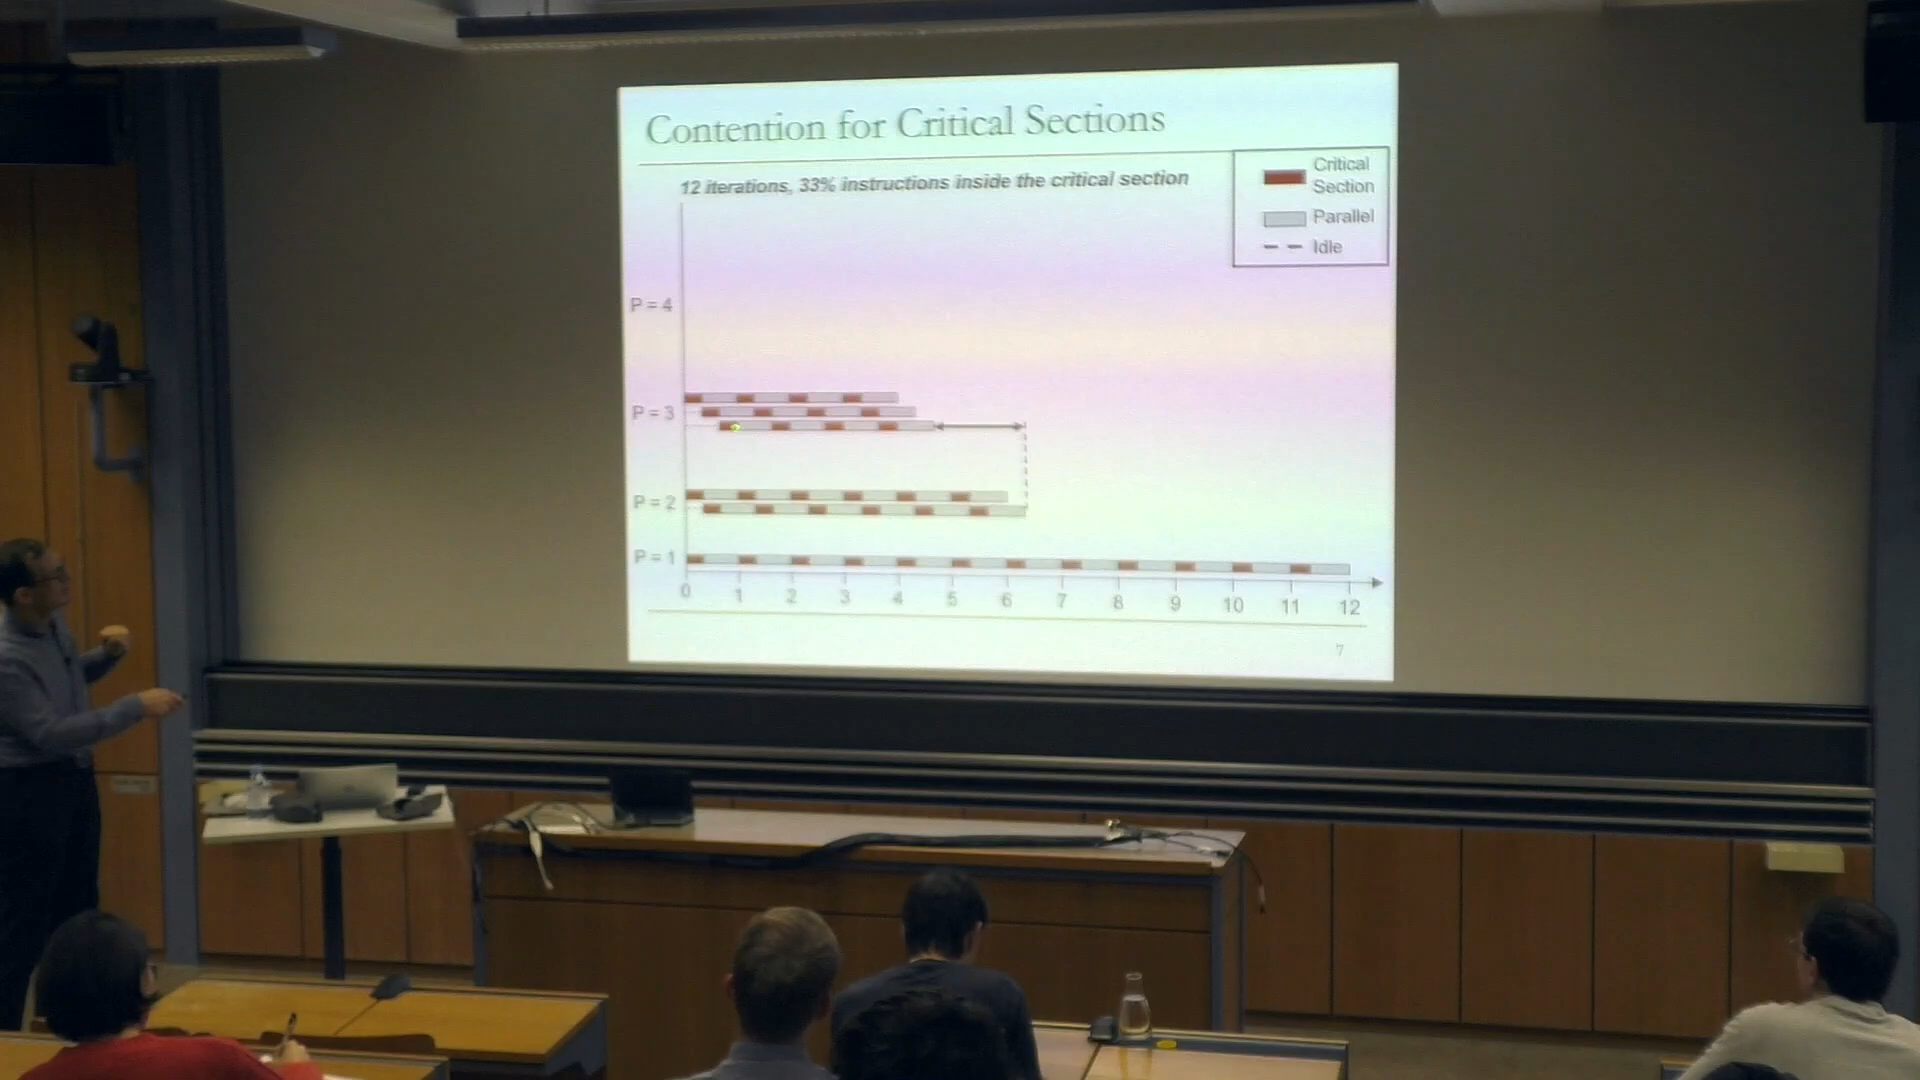 Contention for Critical Sections
12 iterations, 33% instructions inside the critical section
Critical
Section
Parallel
Idle
P = 4
P = 3
P = 2
P = 1
0 1 2 3 4 5 6 7 8 9 10 11 12
7